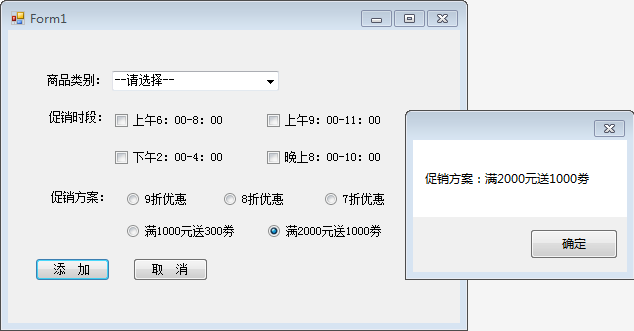 Form1
商品类别： --请选择--
促销时段： 上午6：00-8：00 上午9：00-11：00
下午2：00-4：00 晚上8：00-10：00
促销方案： 9折优惠 8折优惠 7折优惠
满1000元送300劵 满2000元送1000劵
添 加 取 消
促销方案：满2000元送1000劵
确定